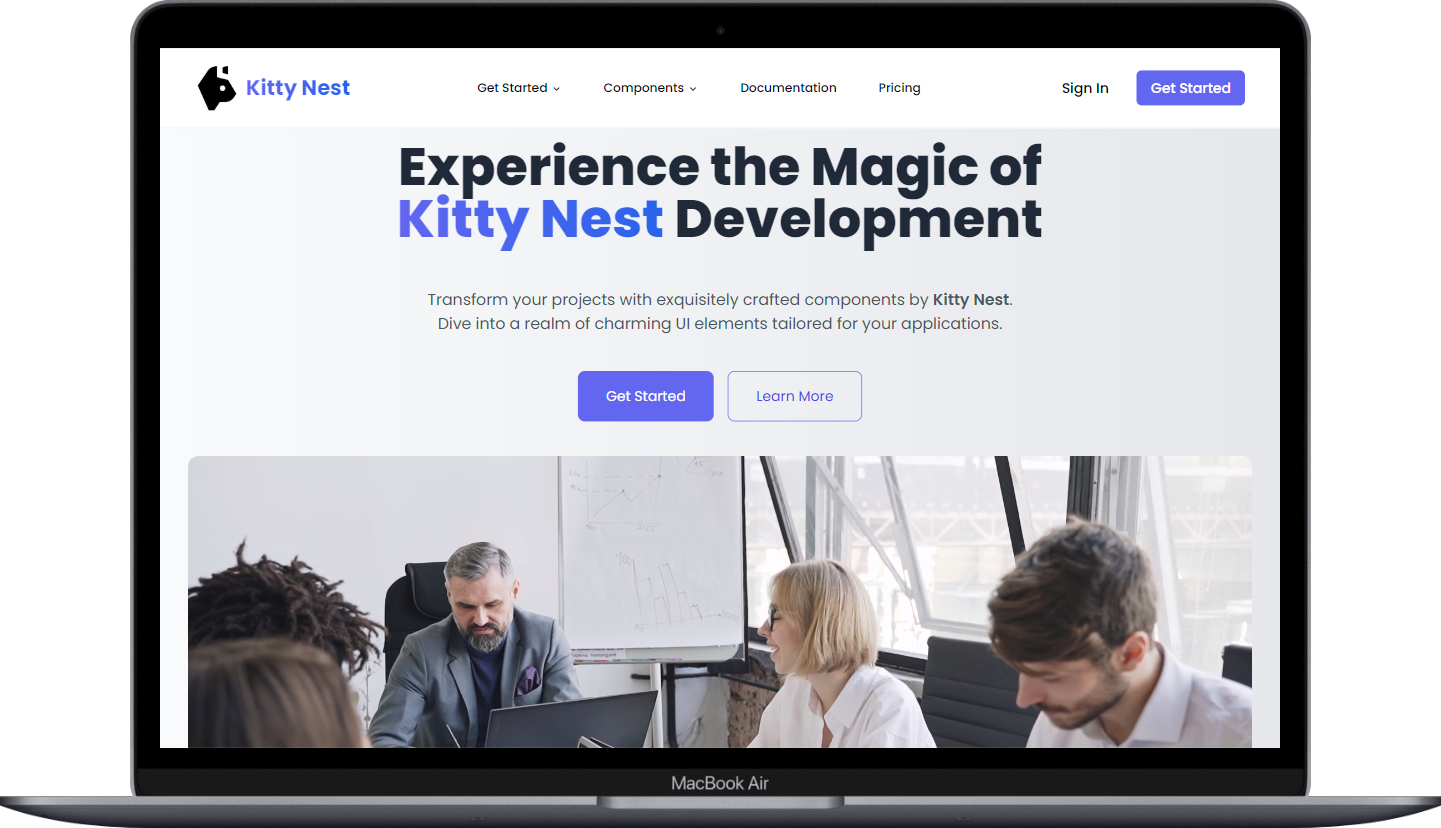 Kitty Nest
Get Started
Components
Documentation
Pricing
Sign In
Get Started
Experience the Magic of
Kitty Nest Development
Transform your projects with exquisitely crafted components by Kitty Nest.
Dive into a realm of charming UI elements tailored for your applications.
Get Started
Learn More
MacBook Air